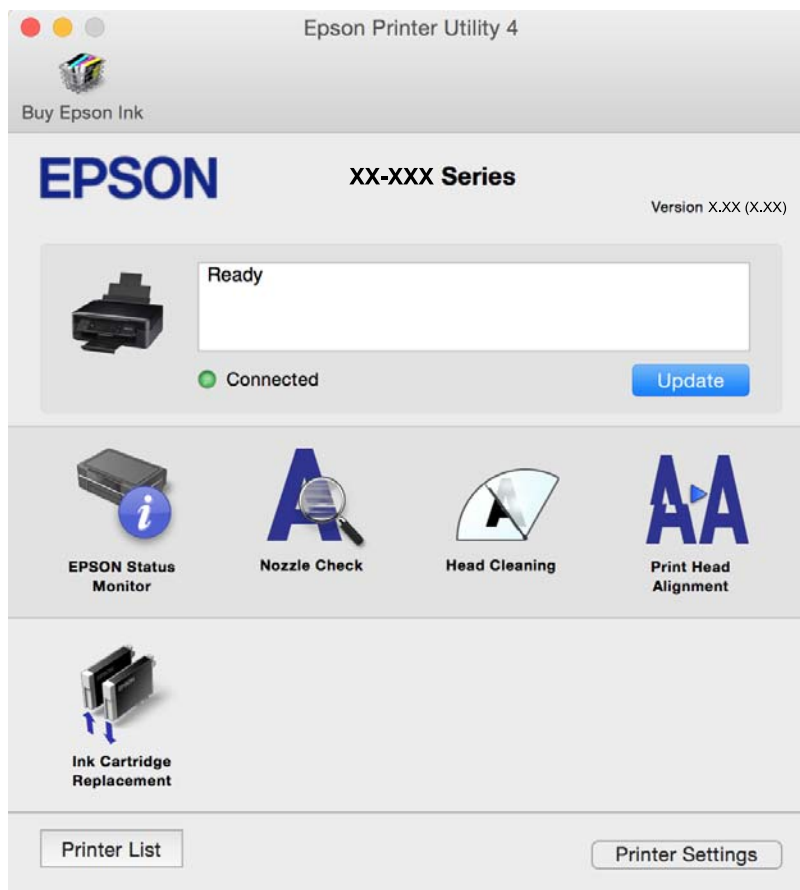 Epson Printer Utility 4
Buy Epson Ink
EPSON
XX-XXX Series
Version X.XX (X.XX)
Ready
Connected
Update
EPSON Status
Monitor
Nozzle Check
Head Cleaning
Print Head
Alignment
Ink Cartridge
Replacement
Printer List
Printer Settings